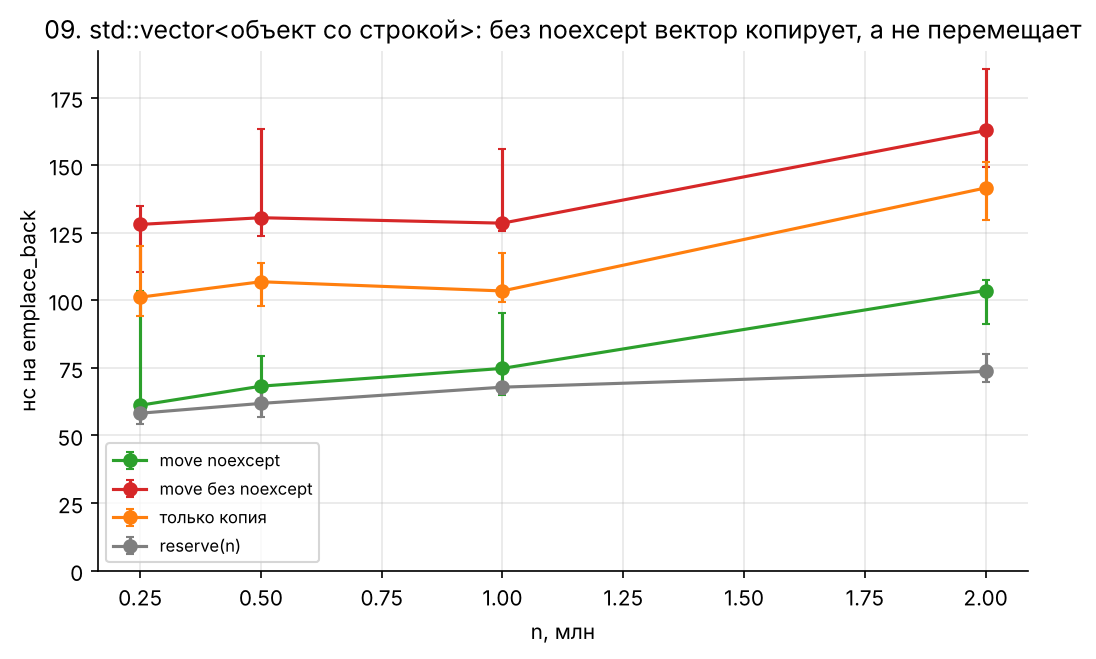 09. std::vector<объект со строкой>: без noexcept вектор копирует, а не перемещает
нс на emplace_back
175
150
125
100
75
50
25
0
move noexcept
move без noexcept
только копия
reserve(n)
0.25 0.50 0.75 1.00 1.25 1.50 1.75 2.00
n, млн